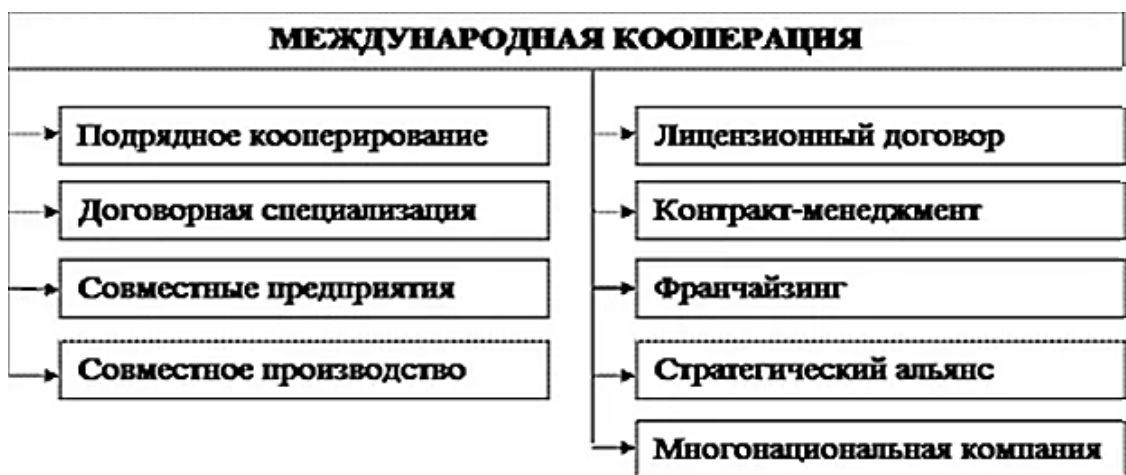 МЕЖДУНАРОДНАЯ КООПЕРАЦИЯ
Подрядное кооперирование
Договорная специализация
Совместные предприятия
Совместное производство
Лицензионный договор
Контракт-менеджмент
Франчайзинг
Стратегический альянс
Многонациональная компания